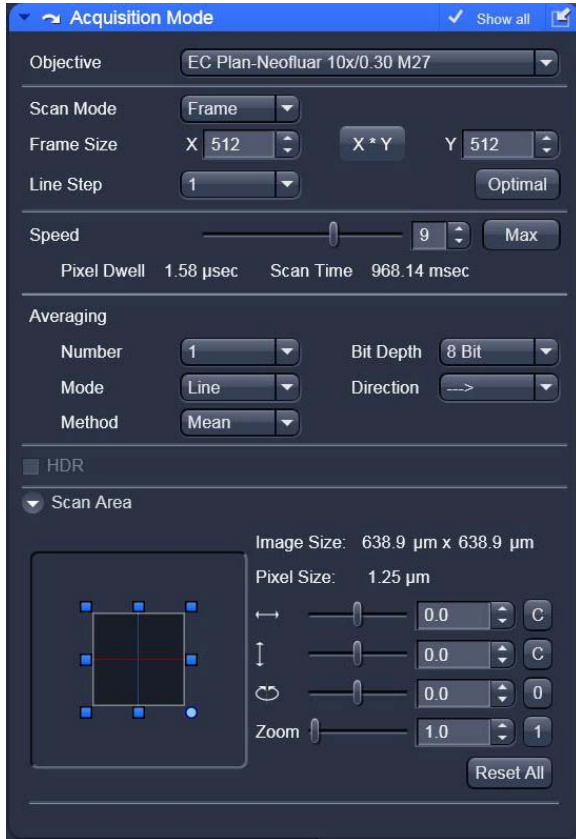 Acquisition Mode Show all
Objective EC Plan-Neofluar 10x/0.30 M27
Scan Mode Frame
Frame Size X 512 X * Y Y 512
Line Step 1 Optimal
Speed 9 Max
Pixel Dwell 1.58 µsec Scan Time 968.14 msec
Averaging
Number 1 Bit Depth 8 Bit
Mode Line Direction --->
Method Mean
HDR
Scan Area
Image Size: 638.9 µm x 638.9 µm
Pixel Size: 1.25 µm
0.0 C
0.0 C
0.0 0
Zoom 1.0 1
Reset All